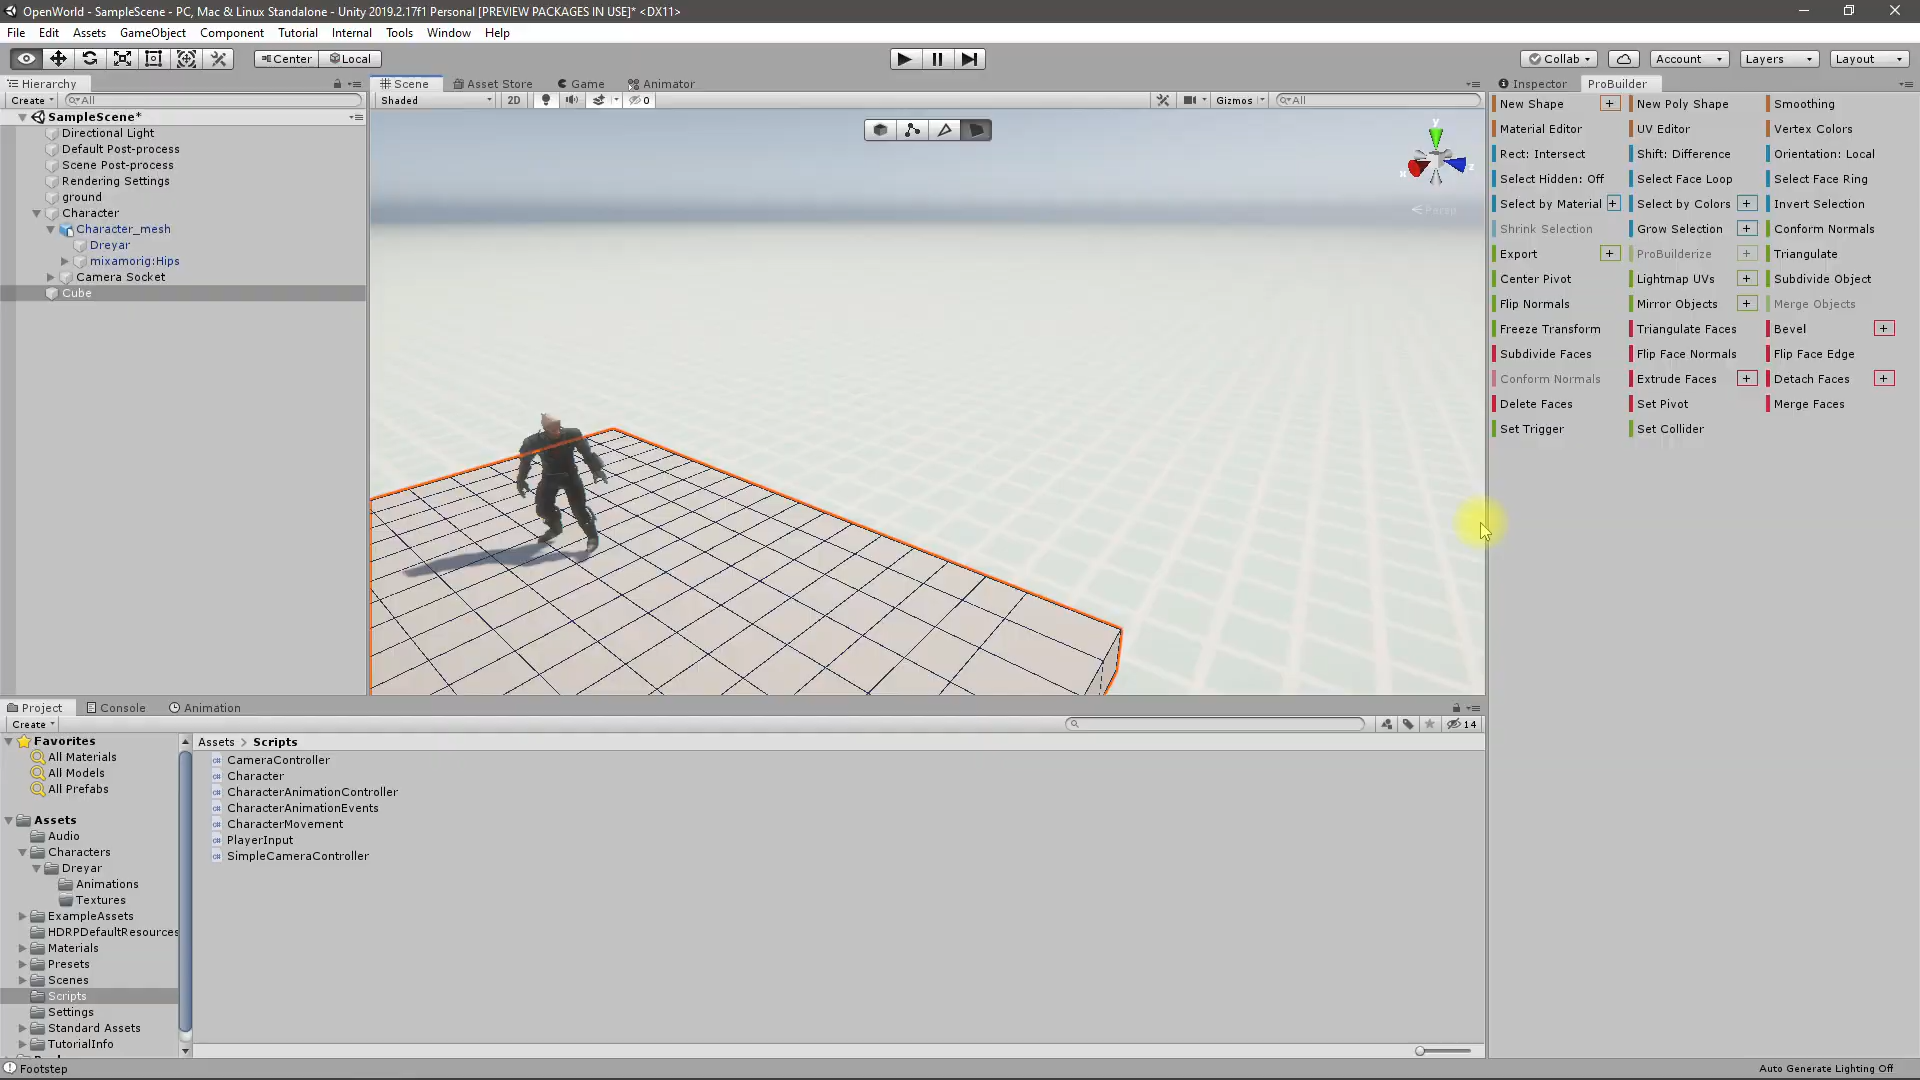 OpenWorld - SampleScene - PC, Mac & Linux Standalone - Unity 2019.2.17f1 Personal [PREVIEW PACKAGES IN USE]* <DX11>
File Edit Assets GameObject Component Tutorial Internal Tools Window Help
Center Local Collab Account Layers Layout
Hierarchy Scene Asset Store Game Animator Inspector ProBuilder
Create All Shaded 2D 0 Gizmos All
SampleScene*
Directional Light
Default Post-process
Scene Post-process
Rendering Settings
ground
Character
Character_mesh
Dreyar
mixamorig:Hips
Camera Socket
Cube
y
x
z
Persp
New Shape + New Poly Shape Smoothing
Material Editor UV Editor Vertex Colors
Rect: Intersect Shift: Difference Orientation: Local
Select Hidden: Off Select Face Loop Select Face Ring
Select by Material + Select by Colors + Invert Selection
Shrink Selection Grow Selection + Conform Normals
Export + ProBuilderize + Triangulate
Center Pivot Lightmap UVs + Subdivide Object
Flip Normals Mirror Objects + Merge Objects
Freeze Transform Triangulate Faces Bevel +
Subdivide Faces Flip Face Normals Flip Face Edge
Conform Normals Extrude Faces + Detach Faces +
Delete Faces Set Pivot Merge Faces
Set Trigger Set Collider
Project Console Animation
Create 14
Favorites
All Materials
All Models
All Prefabs
Assets
Audio
Characters
Dreyar
Animations
Textures
ExampleAssets
HDRPDefaultResources
Materials
Presets
Scenes
Scripts
Settings
Standard Assets
TutorialInfo
Assets > Scripts
CameraController
Character
CharacterAnimationController
CharacterAnimationEvents
CharacterMovement
PlayerInput
SimpleCameraController
Footstep
Auto Generate Lighting Off